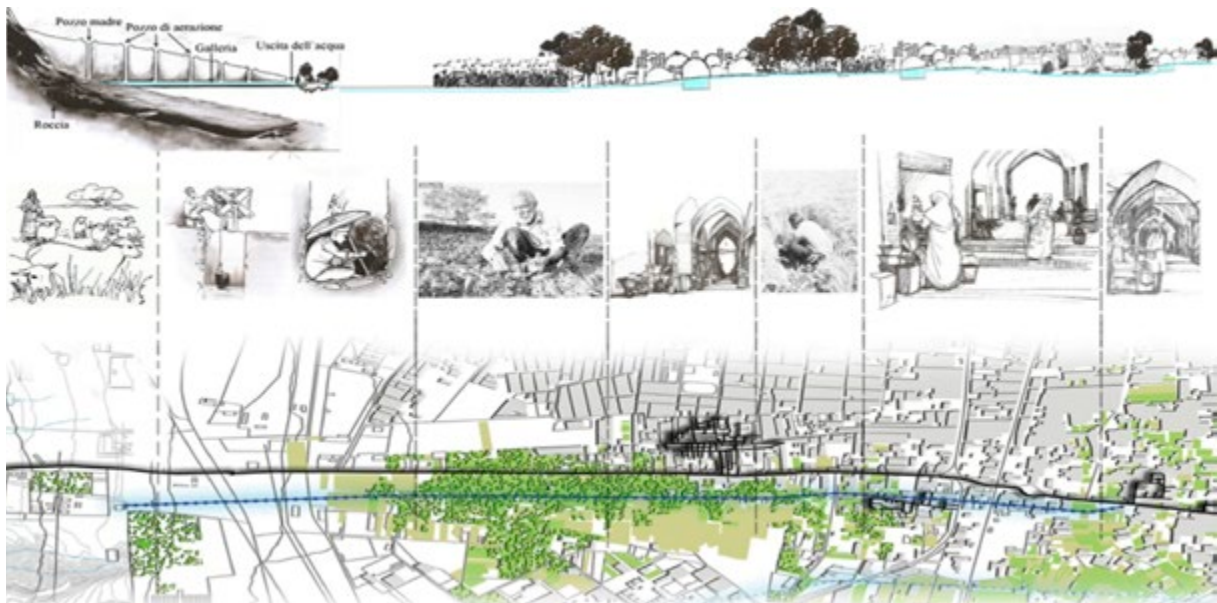 Pozzo madre
Pozzo di aerazione
Galleria
Uscita dell'acqua
Roccia